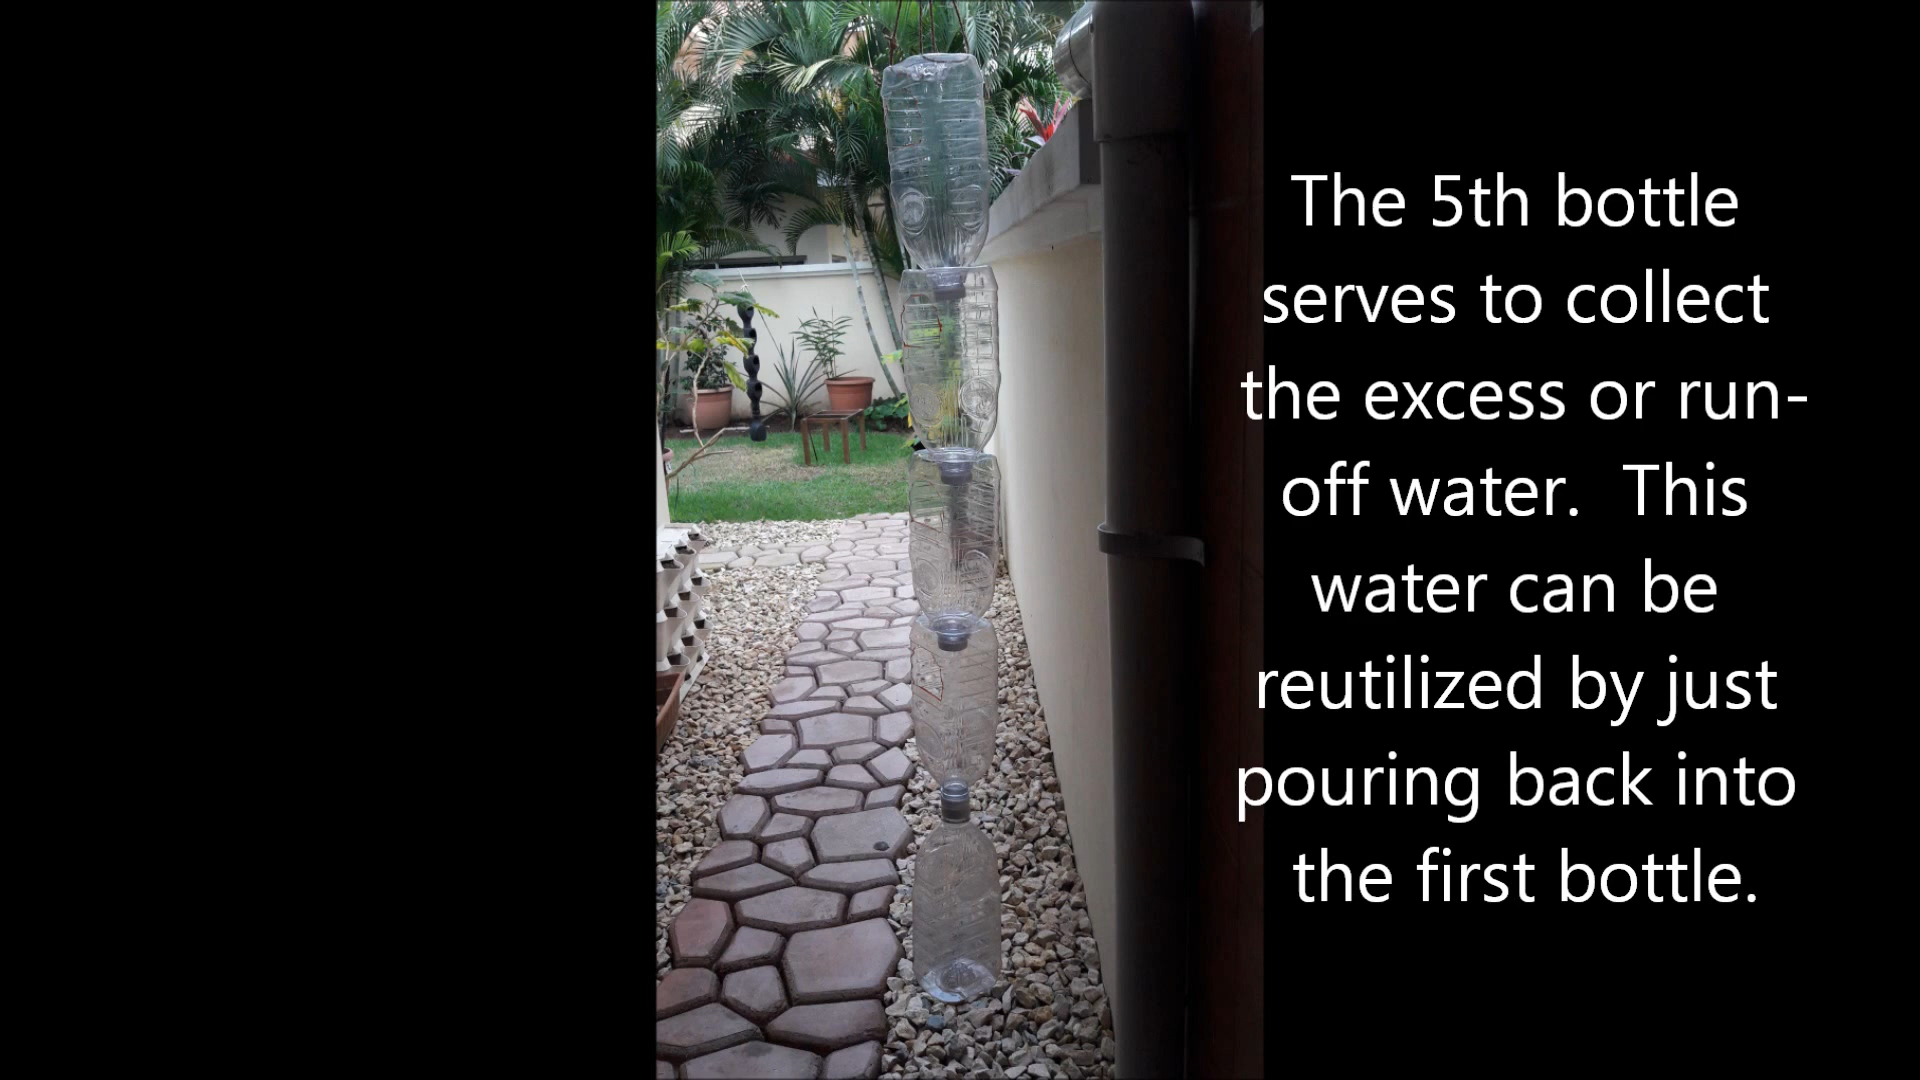 The 5th bottle
serves to collect
the excess or run-
off water.  This
water can be
reutilized by just
pouring back into
the first bottle.